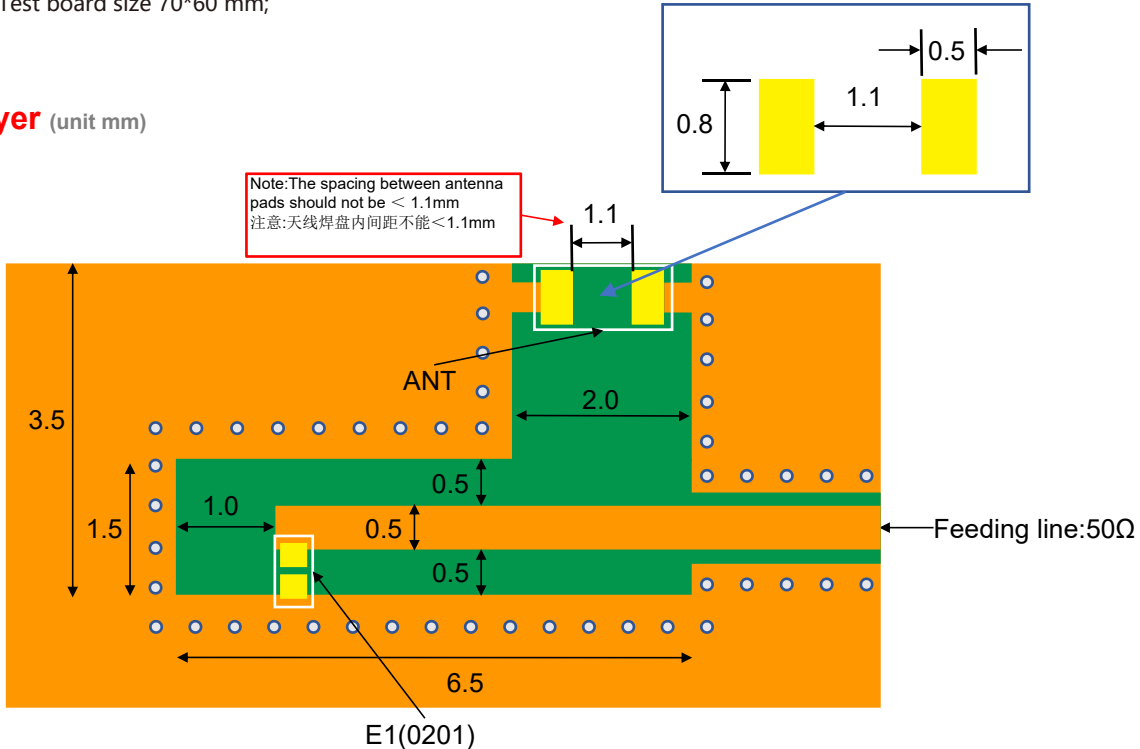 Test board size 70*60 mm;
yer (unit mm)
0.5
1.1
0.8
Note:The spacing between antenna
pads should not be < 1.1mm
注意:天线焊盘内间距不能<1.1mm
1.1
ANT
2.0
3.5
0.5
1.0
1.5
0.5
Feeding line:50Ω
0.5
6.5
E1(0201)